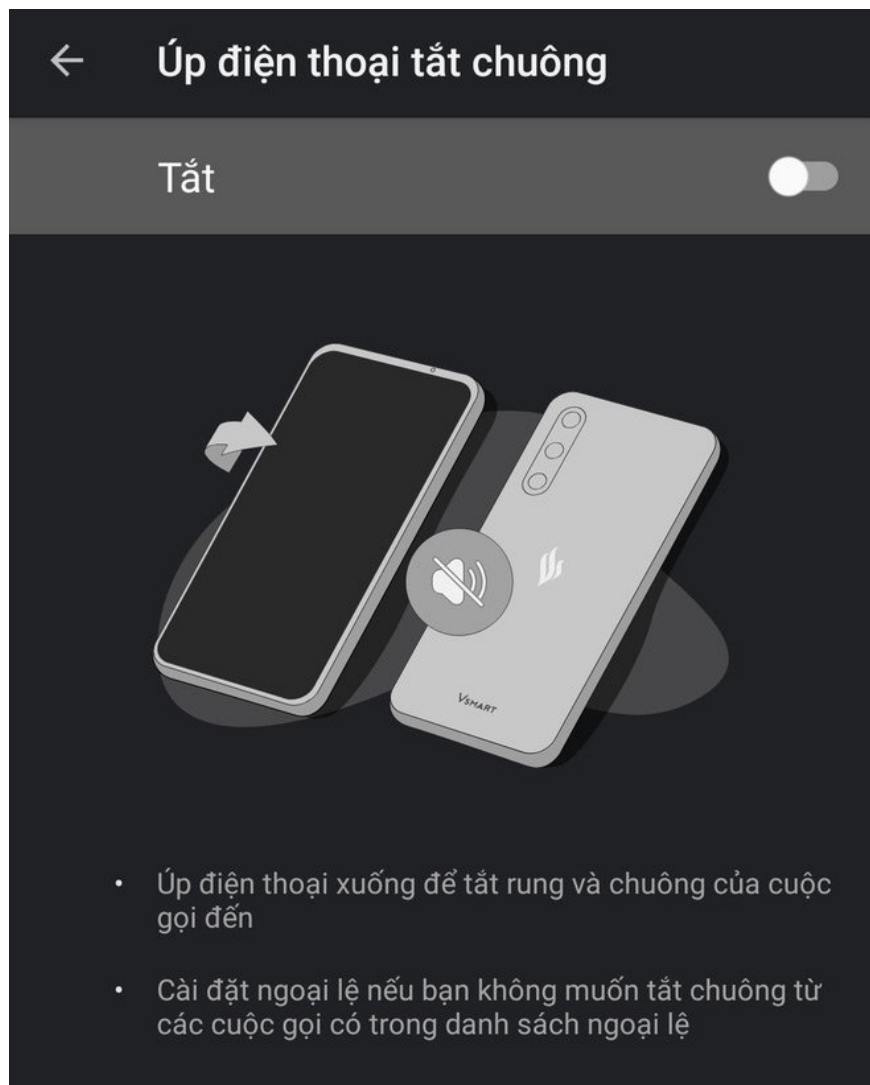 Úp điện thoại tắt chuông
Tắt
VSMART
• Úp điện thoại xuống để tắt rung và chuông của cuộc
gọi đến
• Cài đặt ngoại lệ nếu bạn không muốn tắt chuông từ
các cuộc gọi có trong danh sách ngoại lệ